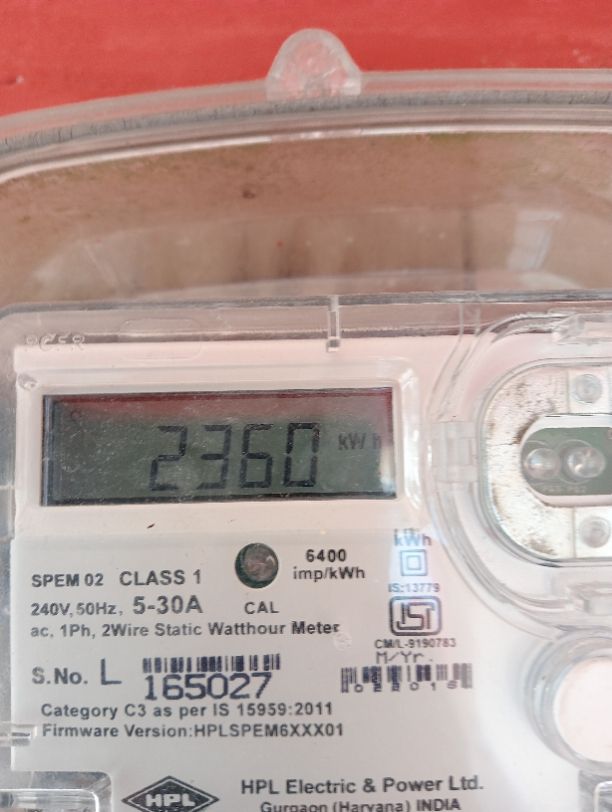 2360 kWh
6400
imp/kWh
kWh
IS:13779
SPEM 02 CLASS 1
240V, 50Hz, 5-30A CAL
ac, 1Ph, 2Wire Static Watthour Meter
CM/L-9190783
M/Yr.
S.No. L 165027
Category C3 as per IS 15959:2011
Firmware Version:HPLSPEM6XXX01
HPL
HPL Electric & Power Ltd.
Gurgaon (Haryana) INDIA